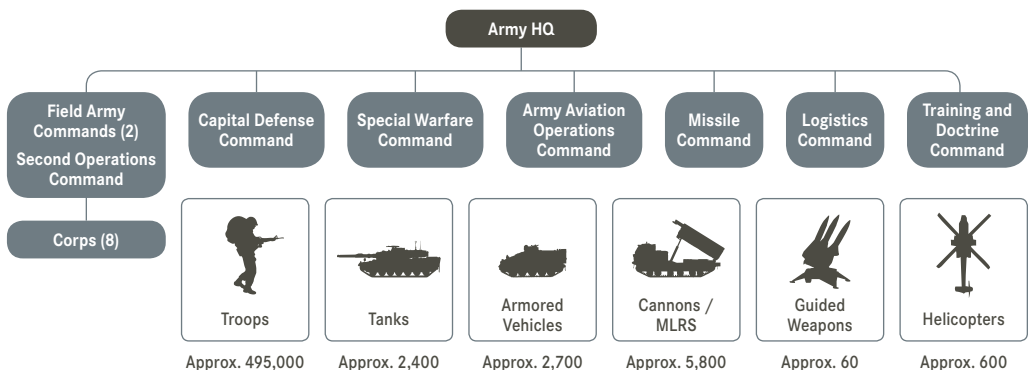 Army HQ
Field Army
Commands (2)
Second Operations
Command
Capital Defense
Command
Special Warfare
Command
Army Aviation
Operations
Command
Missile
Command
Logistics
Command
Training and
Doctrine
Command
Corps (8)
Troops
Tanks
Armored
Vehicles
Cannons /
MLRS
Guided
Weapons
Helicopters
Approx. 495,000
Approx. 2,400
Approx. 2,700
Approx. 5,800
Approx. 60
Approx. 600